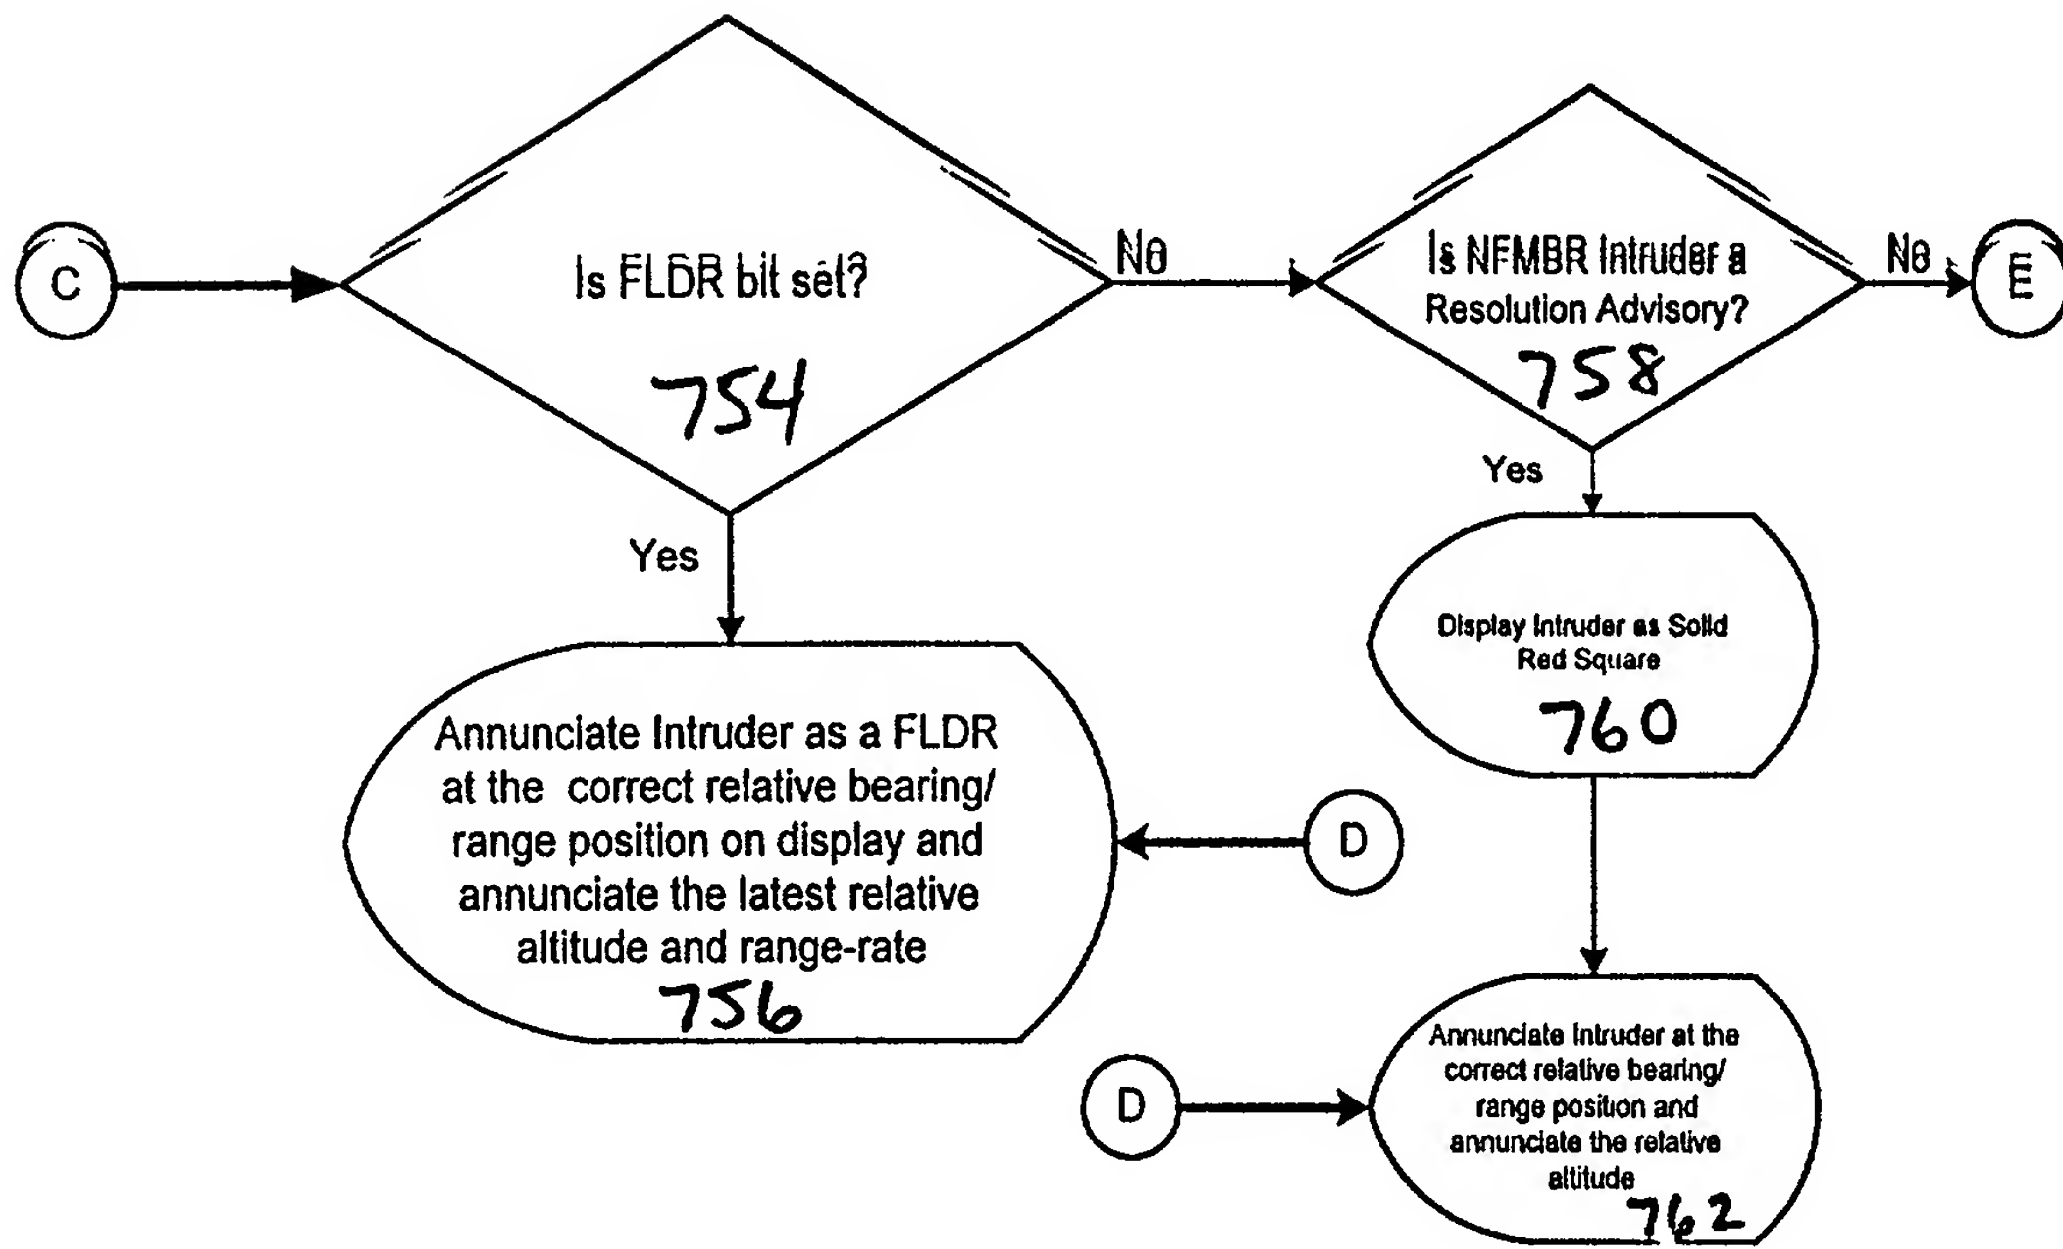 C
Is FLDR bit set?
754
No
Is NFMBR Intruder a
Resolution Advisory?
758
No
E
Yes
Yes
Display Intruder as Solid
Red Square
760
Annunciate Intruder as a FLDR
at the correct relative bearing/
range position on display and
annunciate the latest relative
altitude and range-rate
756
D
D
Annunciate Intruder at the
correct relative bearing/
range position and
annunciate the relative
altitude
762